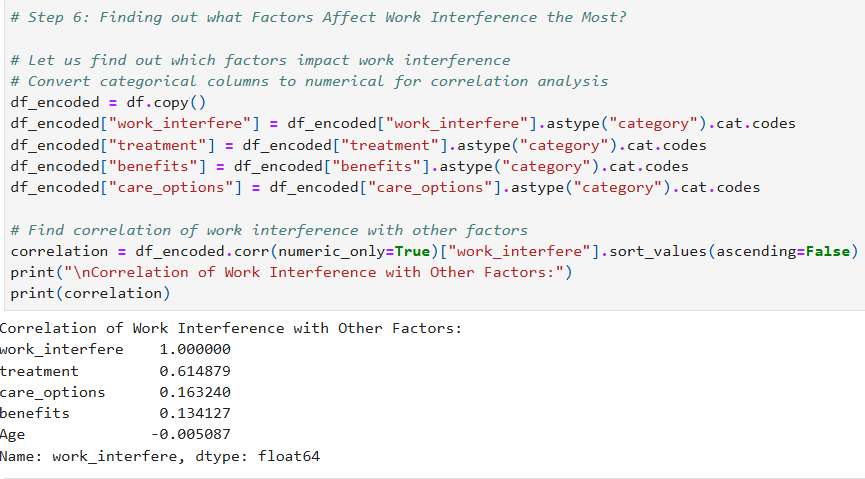 # Step 6: Finding out what Factors Affect Work Interference the Most?
# Let us find out which factors impact work interference
# Convert categorical columns to numerical for correlation analysis
df_encoded = df.copy()
df_encoded["work_interfere"] = df_encoded["work_interfere"].astype("category").cat.codes
df_encoded["treatment"] = df_encoded["treatment"].astype("category").cat.codes
df_encoded["benefits"] = df_encoded["benefits"].astype("category").cat.codes
df_encoded["care_options"] = df_encoded["care_options"].astype("category").cat.codes
# Find correlation of work interference with other factors
correlation = df_encoded.corr(numeric_only=True)["work_interfere"].sort_values(ascending=False)
print("\nCorrelation of Work Interference with Other Factors:")
print(correlation)
Correlation of Work Interference with Other Factors:
work_interfere    1.000000
treatment         0.614879
care_options      0.163240
benefits          0.134127
Age              -0.005087
Name: work_interfere, dtype: float64